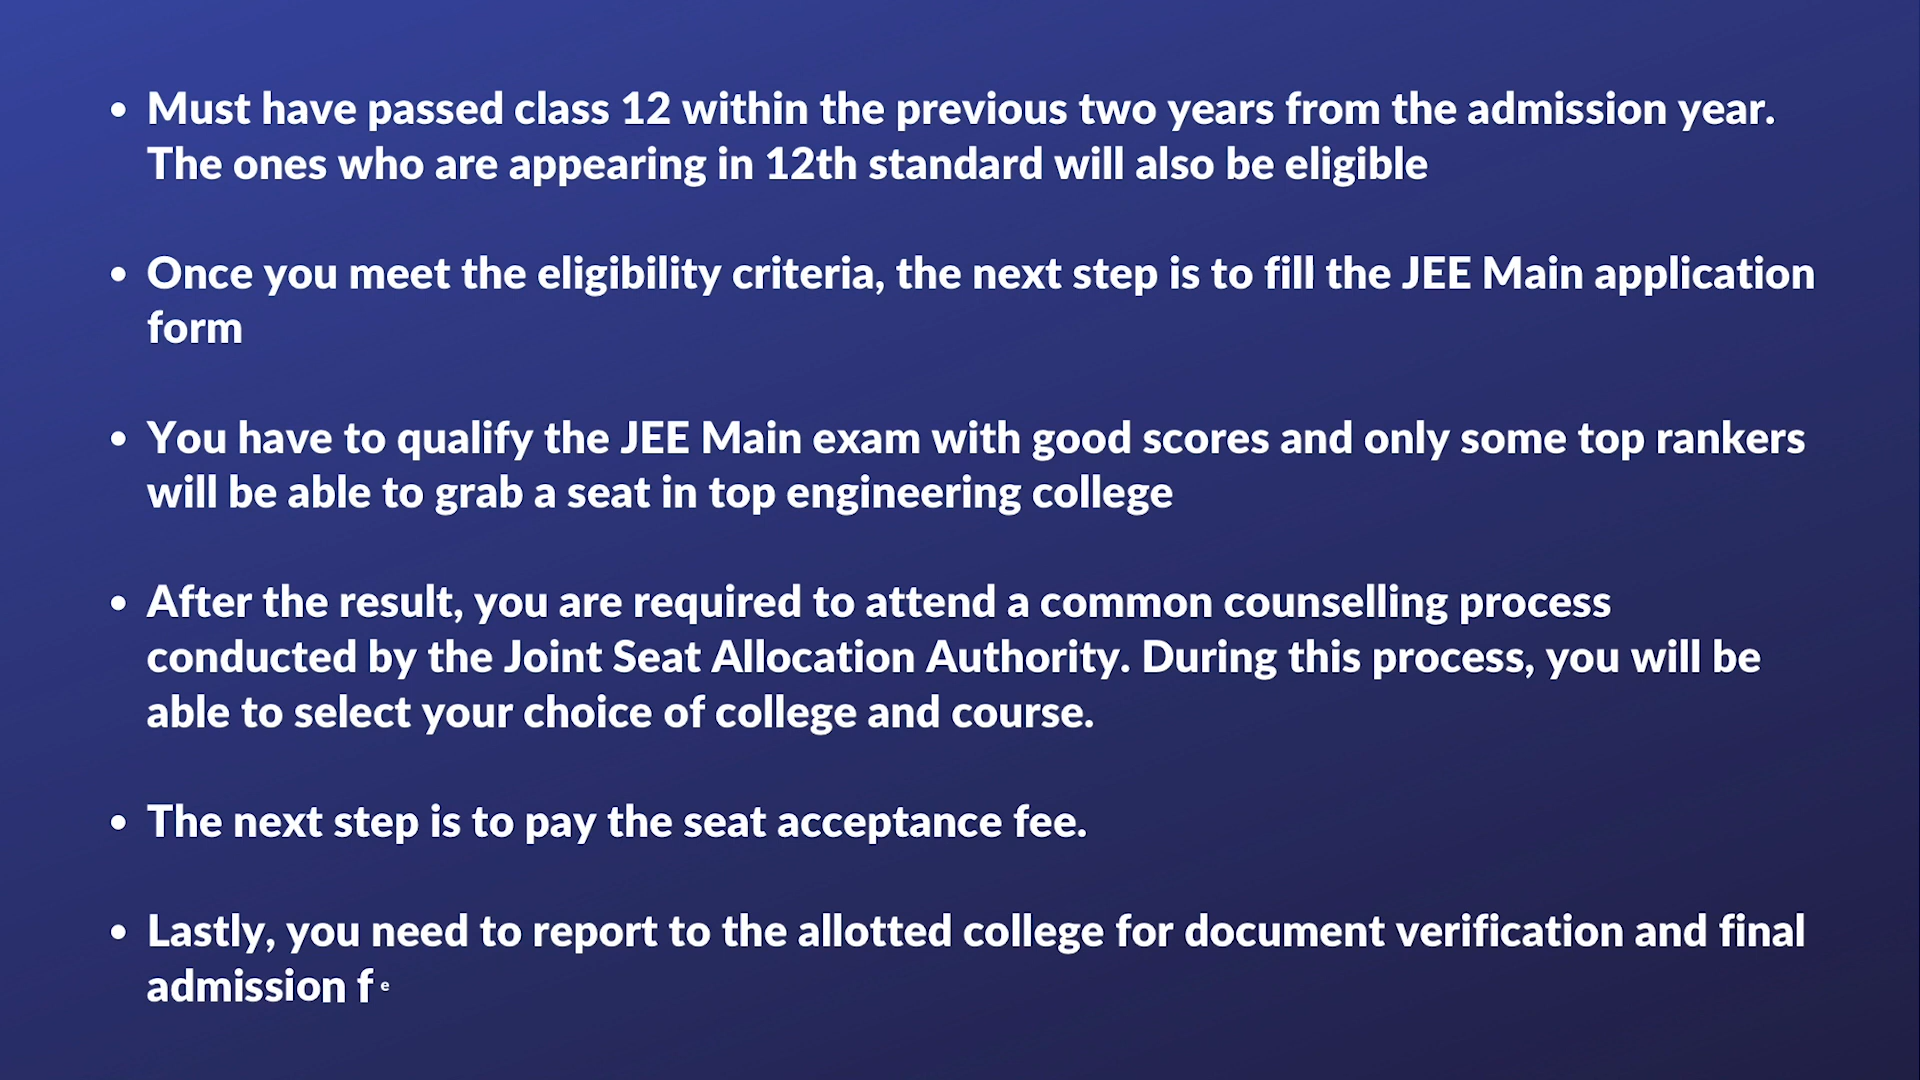 • Must have passed class 12 within the previous two years from the admission year.
The ones who are appearing in 12th standard will also be eligible
• Once you meet the eligibility criteria, the next step is to fill the JEE Main application
form
• You have to qualify the JEE Main exam with good scores and only some top rankers
will be able to grab a seat in top engineering college
• After the result, you are required to attend a common counselling process
conducted by the Joint Seat Allocation Authority. During this process, you will be
able to select your choice of college and course.
• The next step is to pay the seat acceptance fee.
• Lastly, you need to report to the allotted college for document verification and final
admission f e